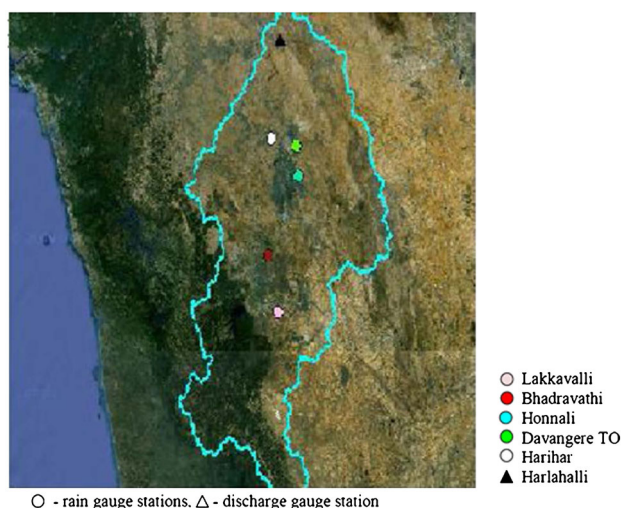 Lakkavalli
Bhadravathi
Honnali
Davangere TO
Harihar
Harlahalli
- rain gauge stations, - discharge gauge station